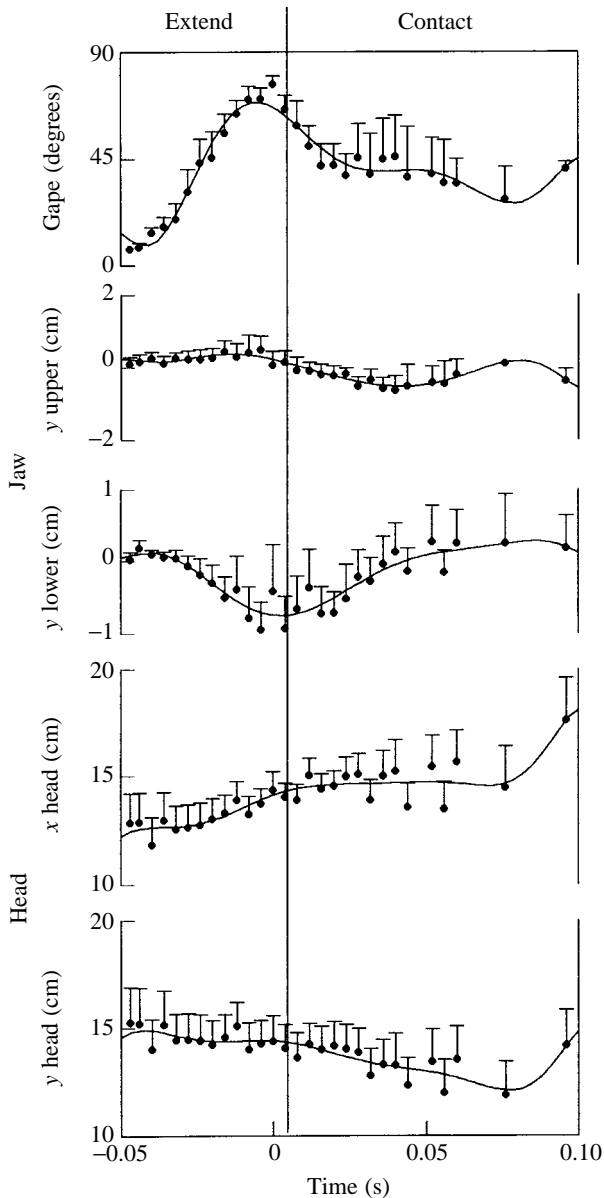 Extend Contact
90
45
0
Gape (degrees)
2
0
−2
y upper (cm)
Jaw
1
0
−1
y lower (cm)
20
15
10
x head (cm)
Head
20
15
10
y head (cm)
−0.05 0 0.05 0.10
Time (s)